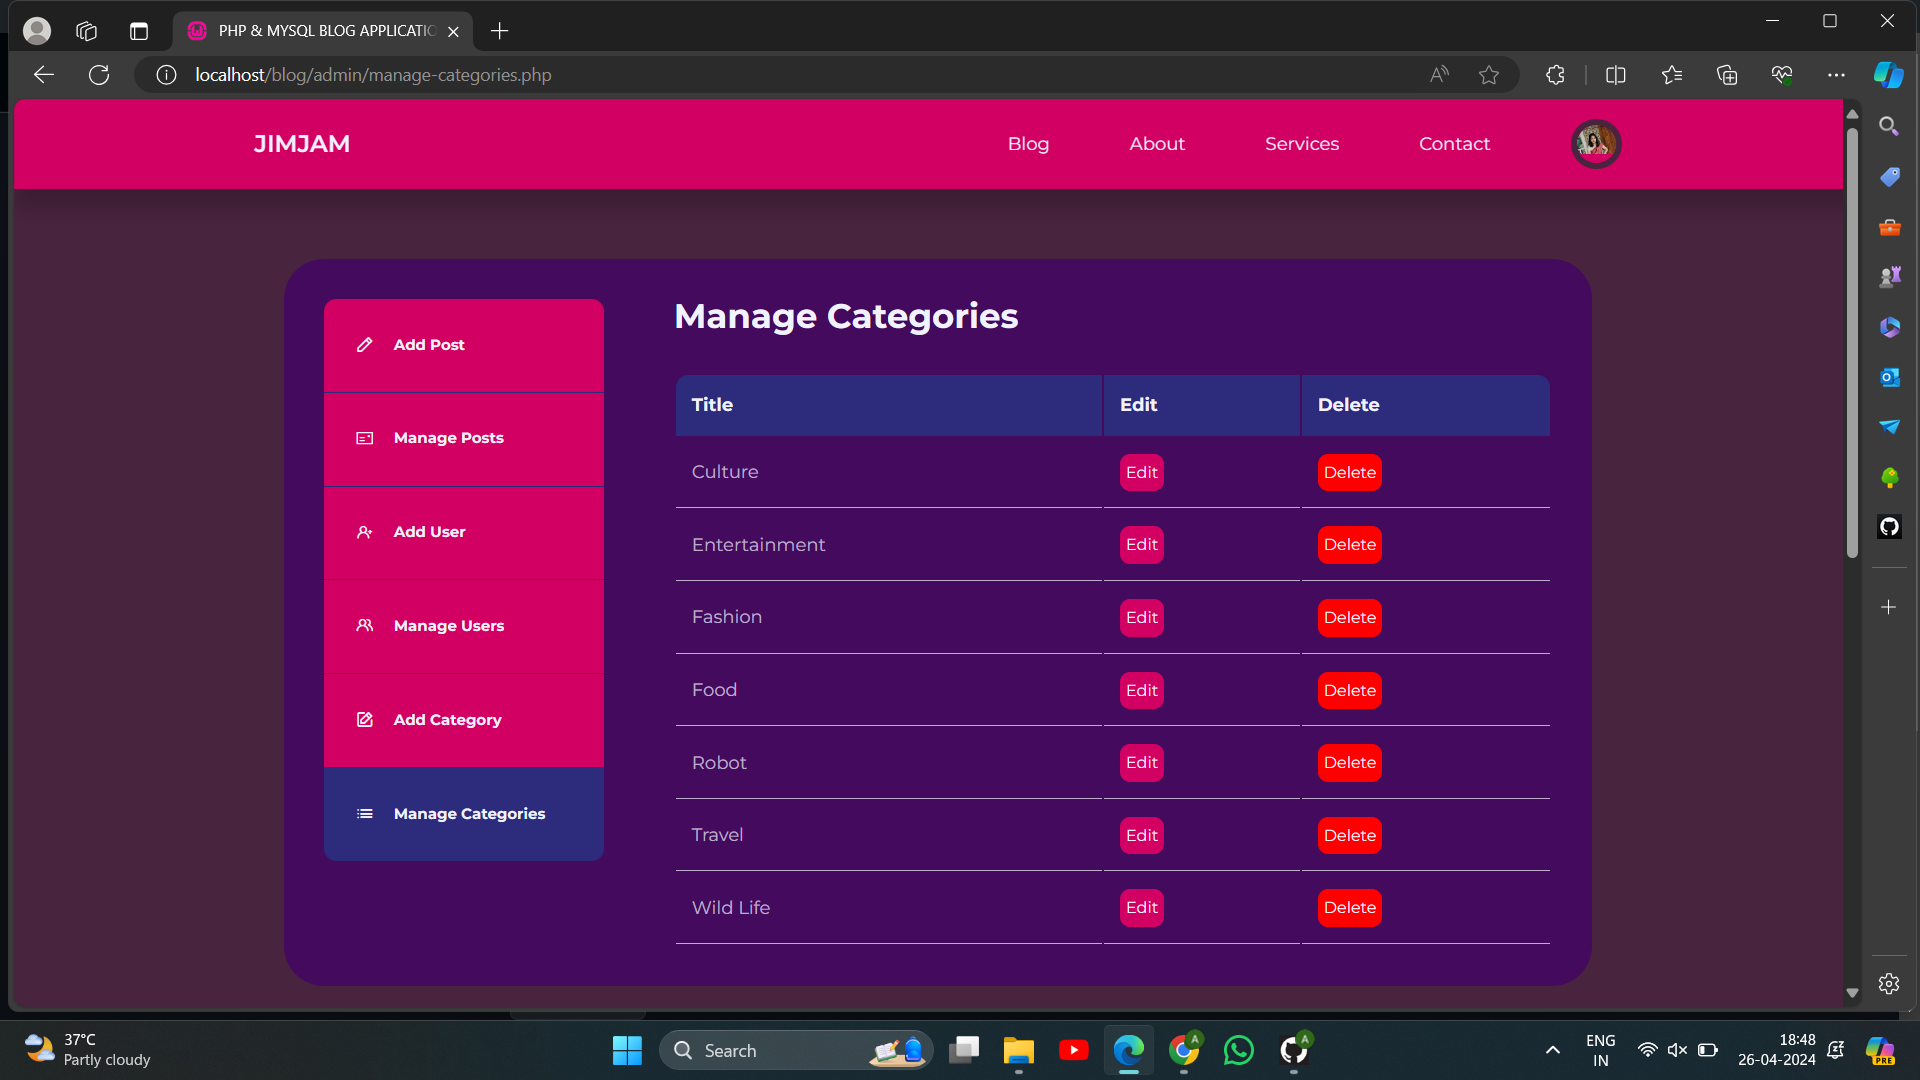 PHP & MYSQL BLOG APPLICATIO
localhost/blog/admin/manage-categories.php
JIMJAM
Blog About Services Contact
Add Post
Manage Posts
Add User
Manage Users
Add Category
Manage Categories
Manage Categories
Title Edit Delete
Culture Edit Delete
Entertainment Edit Delete
Fashion Edit Delete
Food Edit Delete
Robot Edit Delete
Travel Edit Delete
Wild Life Edit Delete
37°C
Partly cloudy
Search
A
A
ENG
IN
18:48
26-04-2024
PRE